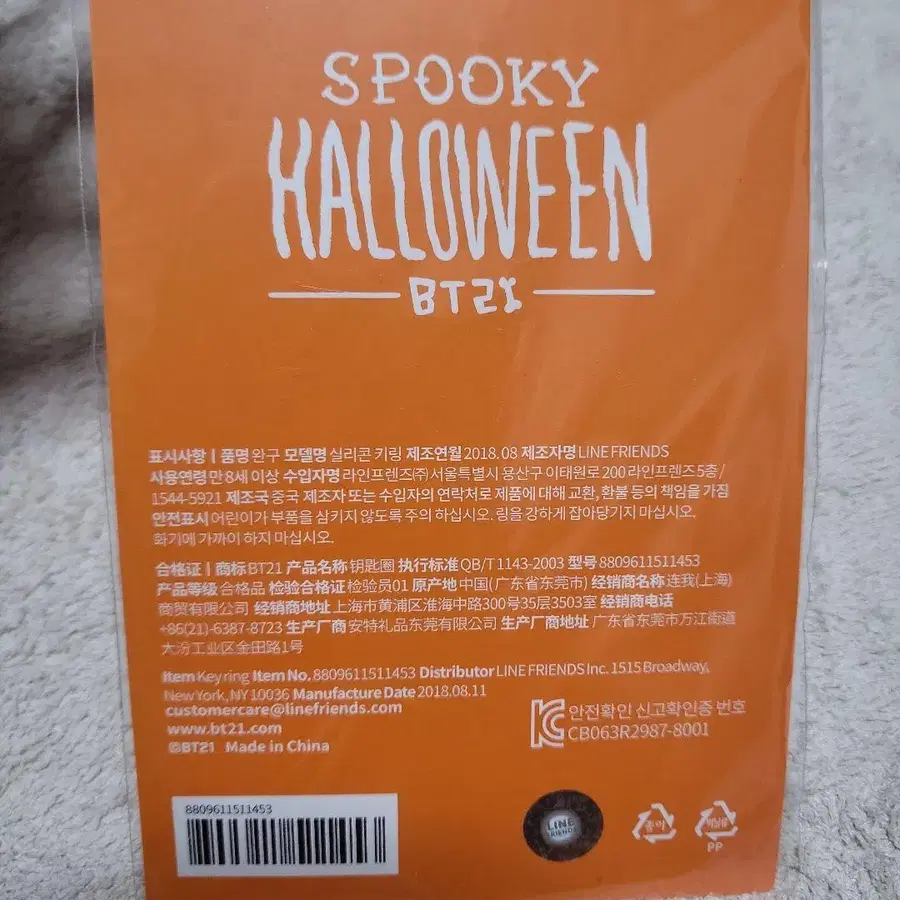 SPOOKY
HALLOWEEN
BT21
표시사항 | 품명 완구 모델명 실리콘 키링 제조연월 2018. 08 제조자명 LINE FRIENDS
사용연령 만 8세 이상 수입자명 라인프렌즈(주) 서울특별시 용산구 이태원로 200 라인프렌즈 5층 /
1544-5921 제조국 중국 제조자 또는 수입자의 연락처로 제품에 대해 교환, 환불 등의 책임을 가짐
안전표시 어린이가 부품을 삼키지 않도록 주의 하십시오. 링을 강하게 잡아당기지 마십시오.
화기에 가까이 하지 마십시오.
合格证 | 商标 BT21 产品名称 钥匙圈 执行标准 QB/T 1143-2003 型号 8809611511453
产品等级 合格品 检验合格证 检验员01 原产地 中国(广东省东莞市) 经销商名称 连我(上海)
商贸有限公司 经销商地址 上海市黄浦区淮海中路300号35层3503室 经销商电话
+86(21)-6387-8723 生产厂商 安特礼品东莞有限公司 生产厂商地址 广东省东莞市万江街道
大汾工业区金田路1号
Item Key ring Item No. 8809611511453 Distributor LINE FRIENDS Inc. 1515 Broadway,
New York, NY 10036 Manufacture Date 2018.08.11
customercare@linefriends.com
www.bt21.com
©BT21 Made in China
안전확인 신고확인증 번호
CB063R2987-8001
8809611511453
LINE
FRIENDS
종이
비닐류
PP